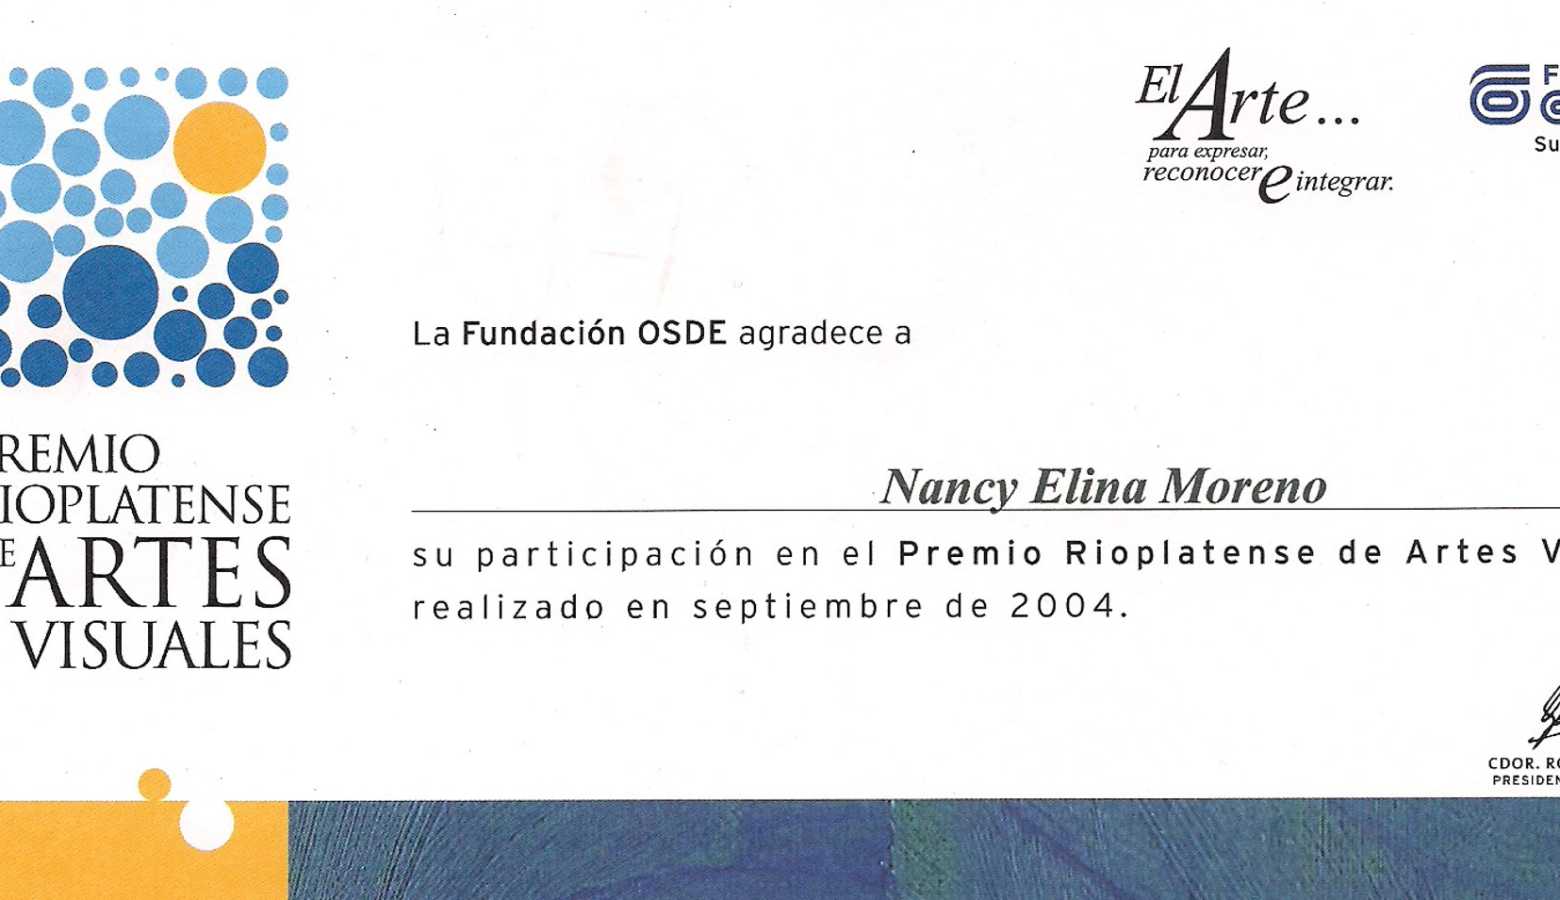 El Arte...
para expresar,
reconocer e integrar.
La Fundación OSDE agradece a
Nancy Elina Moreno
su participación en el Premio Rioplatense de Artes V
realizado en septiembre de 2004.
REMIO
IOPLATENSE
E ARTES
VISUALES
CDOR. RO
PRESIDEN
F
Su